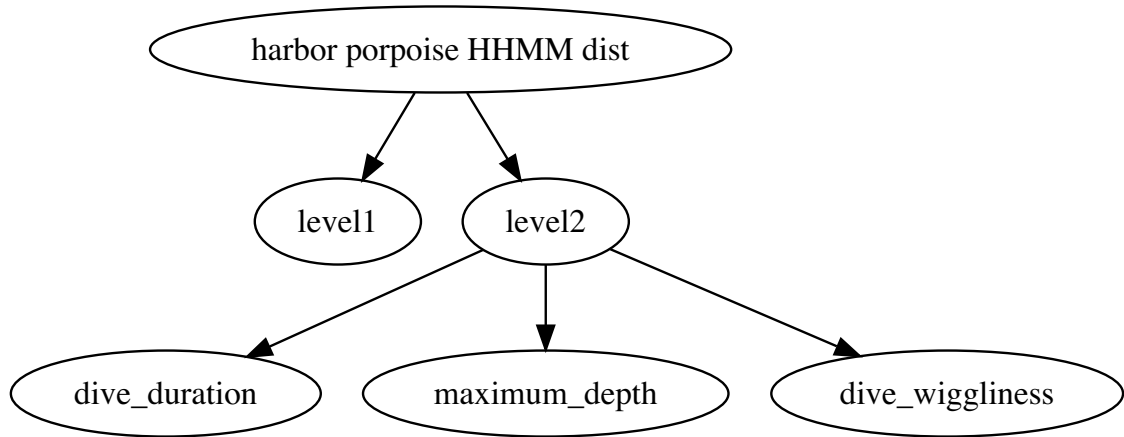 harbor porpoise HHMM dist
level1
level2
dive_duration
maximum_depth
dive_wiggliness